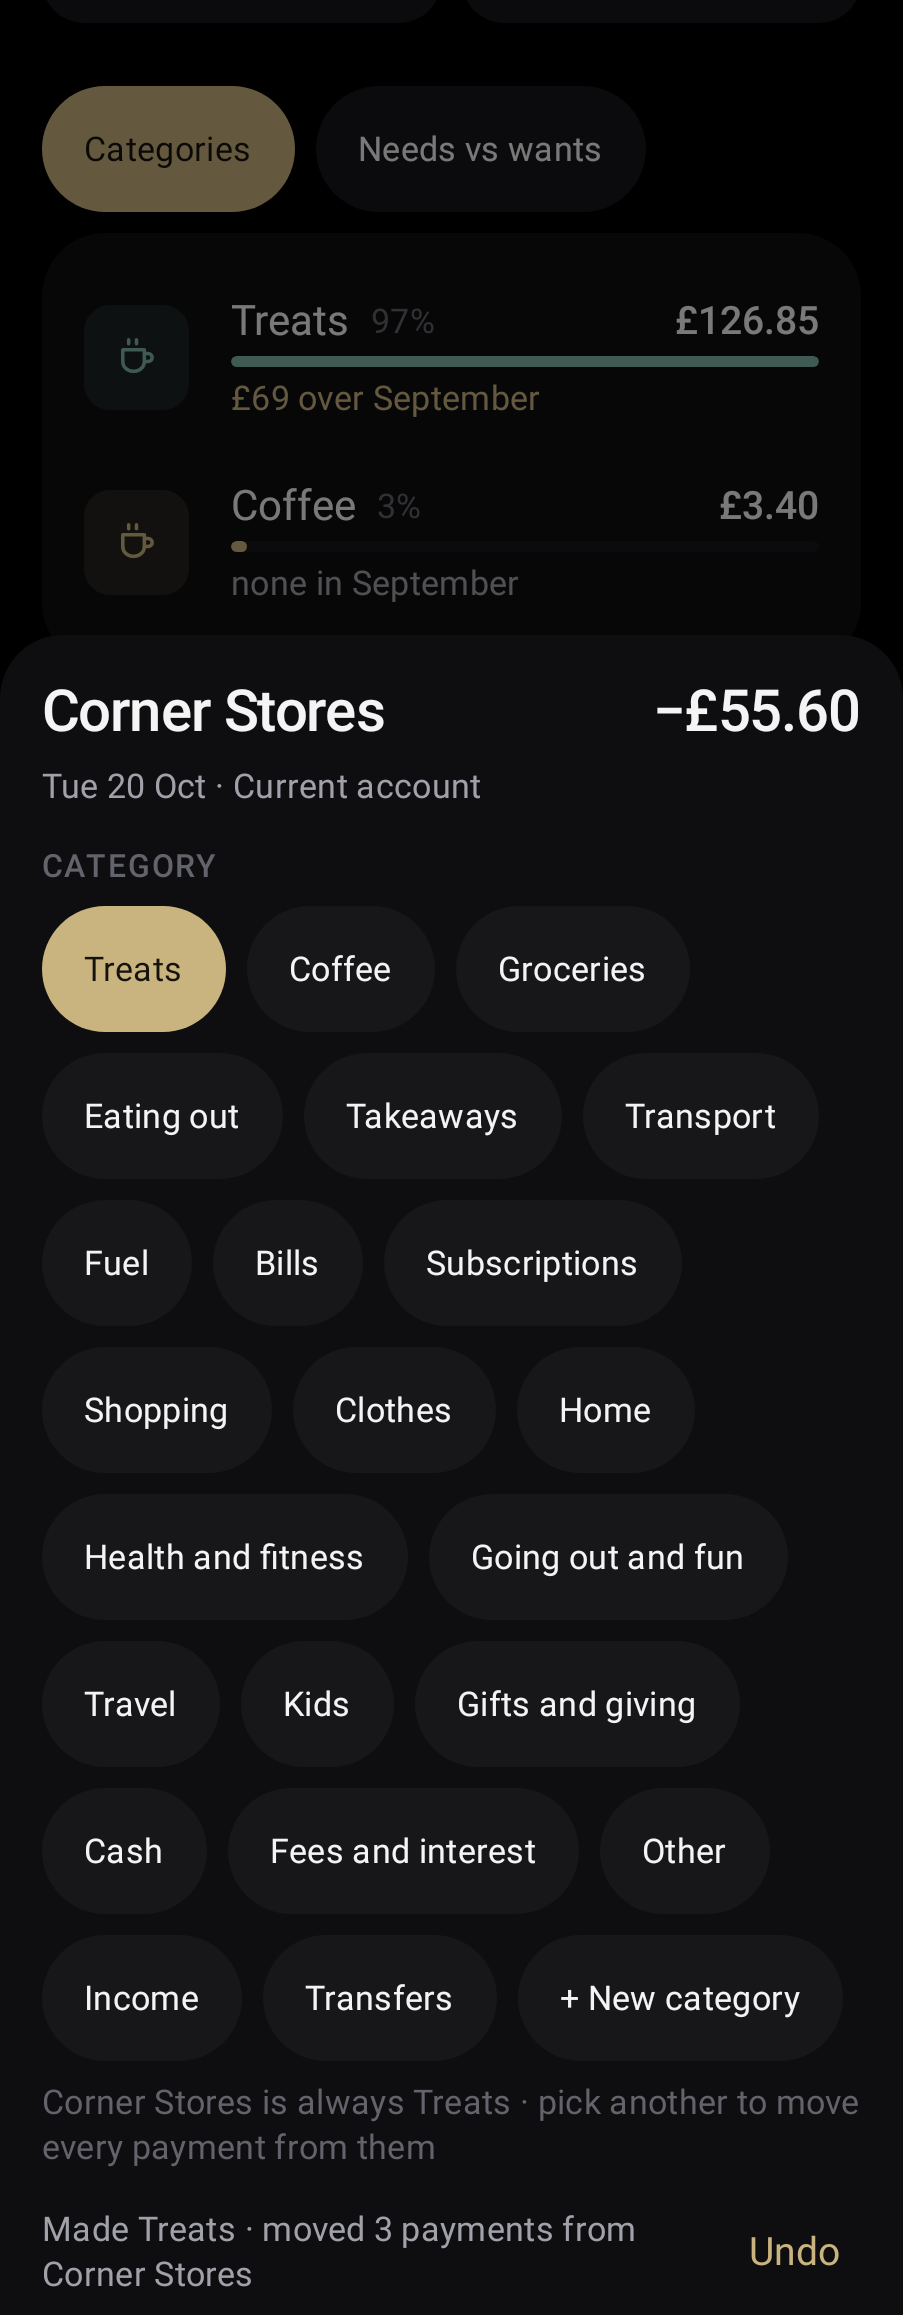 Categories
Needs vs wants
Treats 97% £126.85
£69 over September
Coffee 3% £3.40
none in September
Corner Stores −£55.60
Tue 20 Oct · Current account
CATEGORY
Treats
Coffee
Groceries
Eating out
Takeaways
Transport
Fuel
Bills
Subscriptions
Shopping
Clothes
Home
Health and fitness
Going out and fun
Travel
Kids
Gifts and giving
Cash
Fees and interest
Other
Income
Transfers
+ New category
Corner Stores is always Treats · pick another to move
every payment from them
Made Treats · moved 3 payments from
Corner Stores
Undo